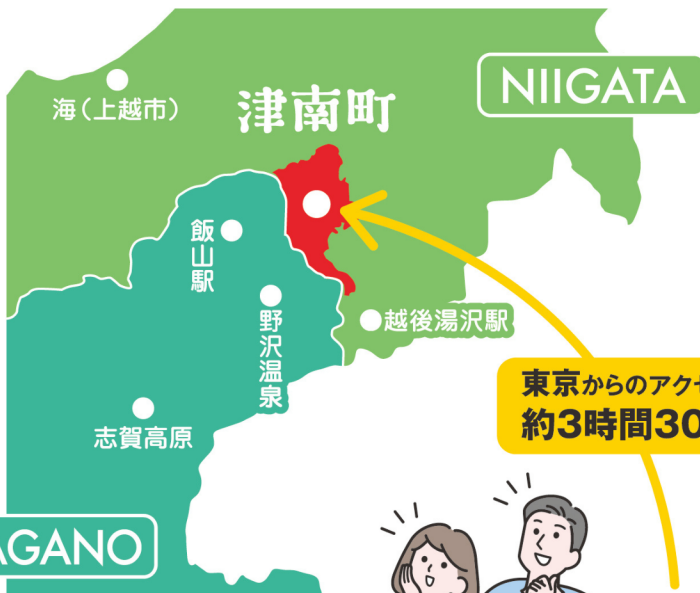 NIIGATA
海（上越市）
津南町
飯山駅
野沢温泉
越後湯沢駅
東京からのアクセ
約3時間30
志賀高原
AGANO